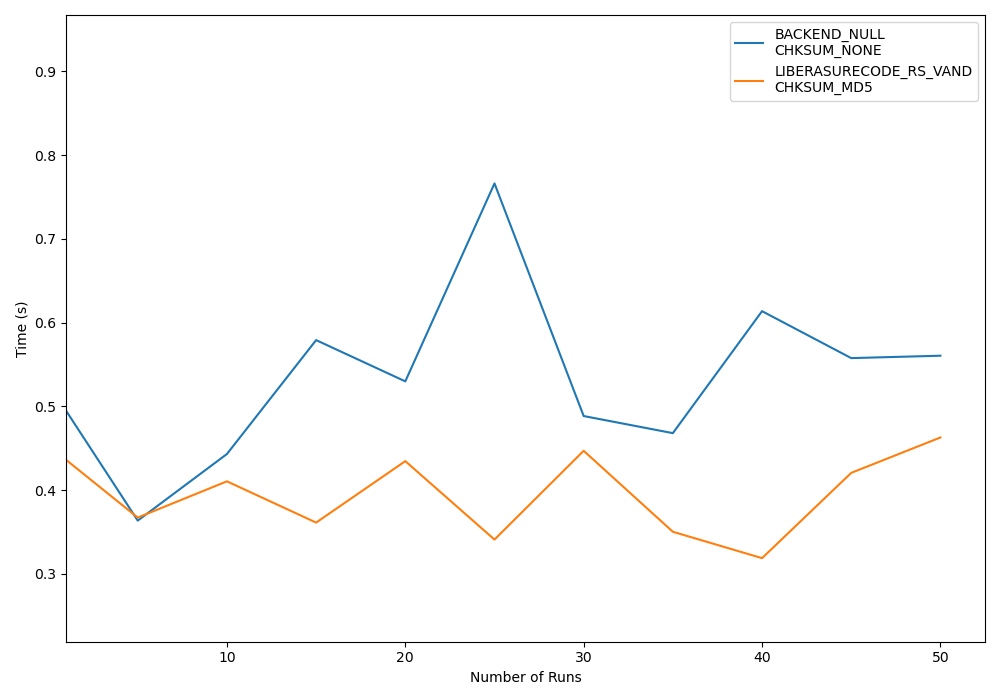 BACKEND_NULL
CHKSUM_NONE
LIBERASURECODE_RS_VAND
CHKSUM_MD5
0.9
0.8
0.7
0.6
0.5
0.4
0.3
Time (s)
10 20 30 40 50
Number of Runs